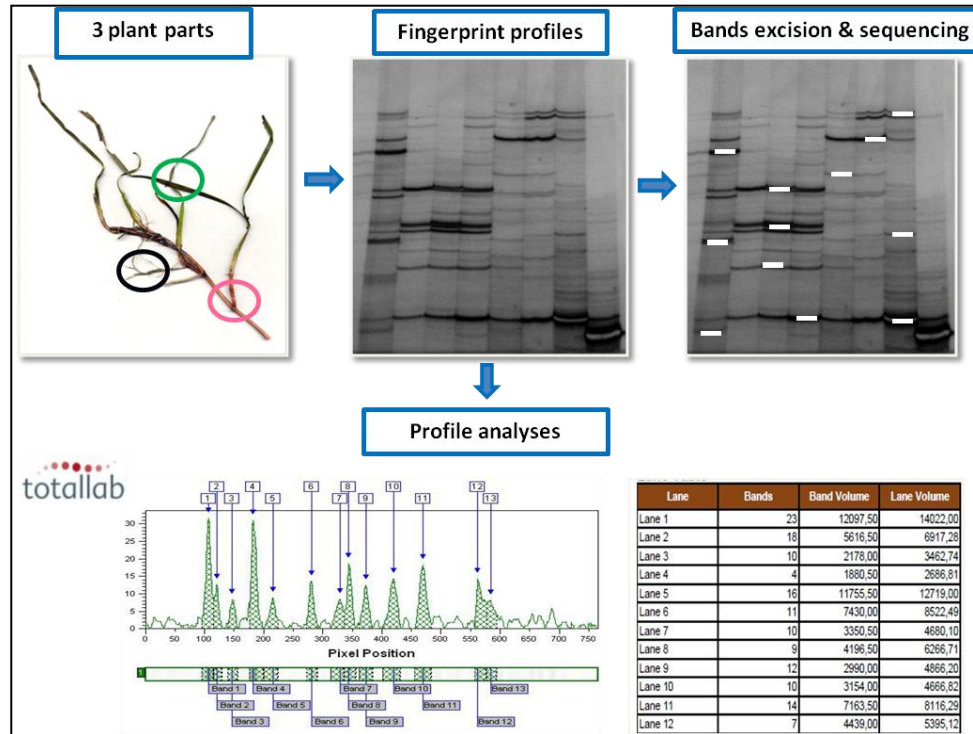 3 plant parts
Fingerprint profiles
Bands excision & sequencing
Profile analyses
totallab
1 2 3 4 5 6 7 8 9 10 11 12 13
30
25
20
15
10
5
0
0 50 100 150 200 250 300 350 400 450 500 550 600 650 700 750
Pixel Position
1
Band 1 Band 4 Band 7 Band 10 Band 13
Band 2 Band 5 Band 8 Band 11
Band 3 Band 6 Band 9 Band 12
Lane Bands Band Volume Lane Volume
Lane 1 23 12097,50 14022,00
Lane 2 18 5616,50 6917,28
Lane 3 10 2178,00 3462,74
Lane 4 4 1880,50 2686,81
Lane 5 16 11755,50 12719,00
Lane 6 11 7430,00 8522,49
Lane 7 10 3350,50 4680,10
Lane 8 9 4196,50 6266,71
Lane 9 12 2990,00 4866,20
Lane 10 10 3154,00 4666,82
Lane 11 14 7163,50 8116,29
Lane 12 7 4439,00 5395,12